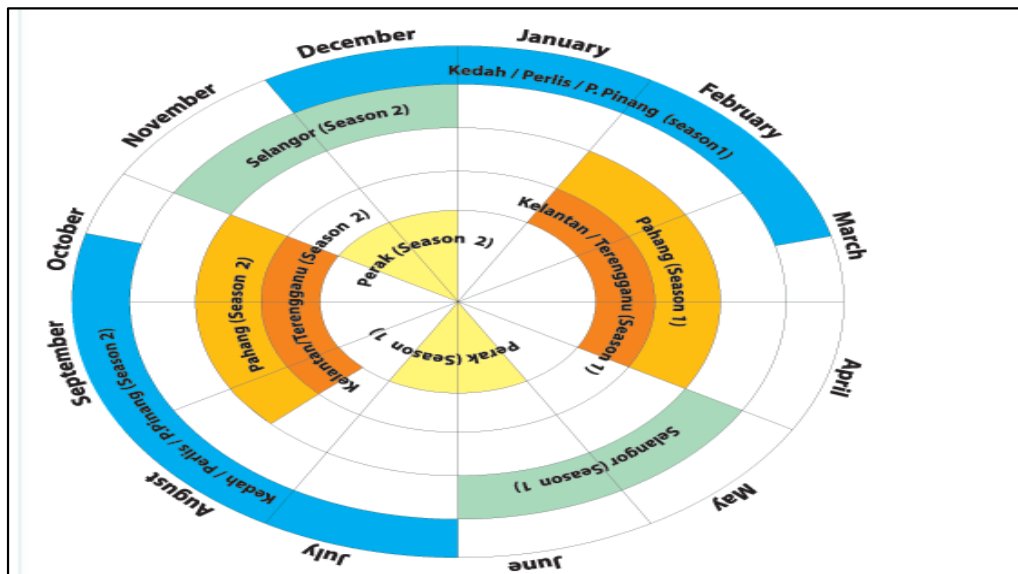 January
February
March
April
May
June
July
August
September
October
November
December
Kedah / Perlis / P.Pinang (season1)
Selangor (Season 2)
Pahang (Season 1)
Kelantan / Terengganu (Season 1)
Perak (Season 2)
Perak (Season 1)
Kelantan/Terengganu (Season 2)
Pahang (Season 2)
Selangor (Season 1)
Kedah / Perlis / P.Pinang (Season 2)